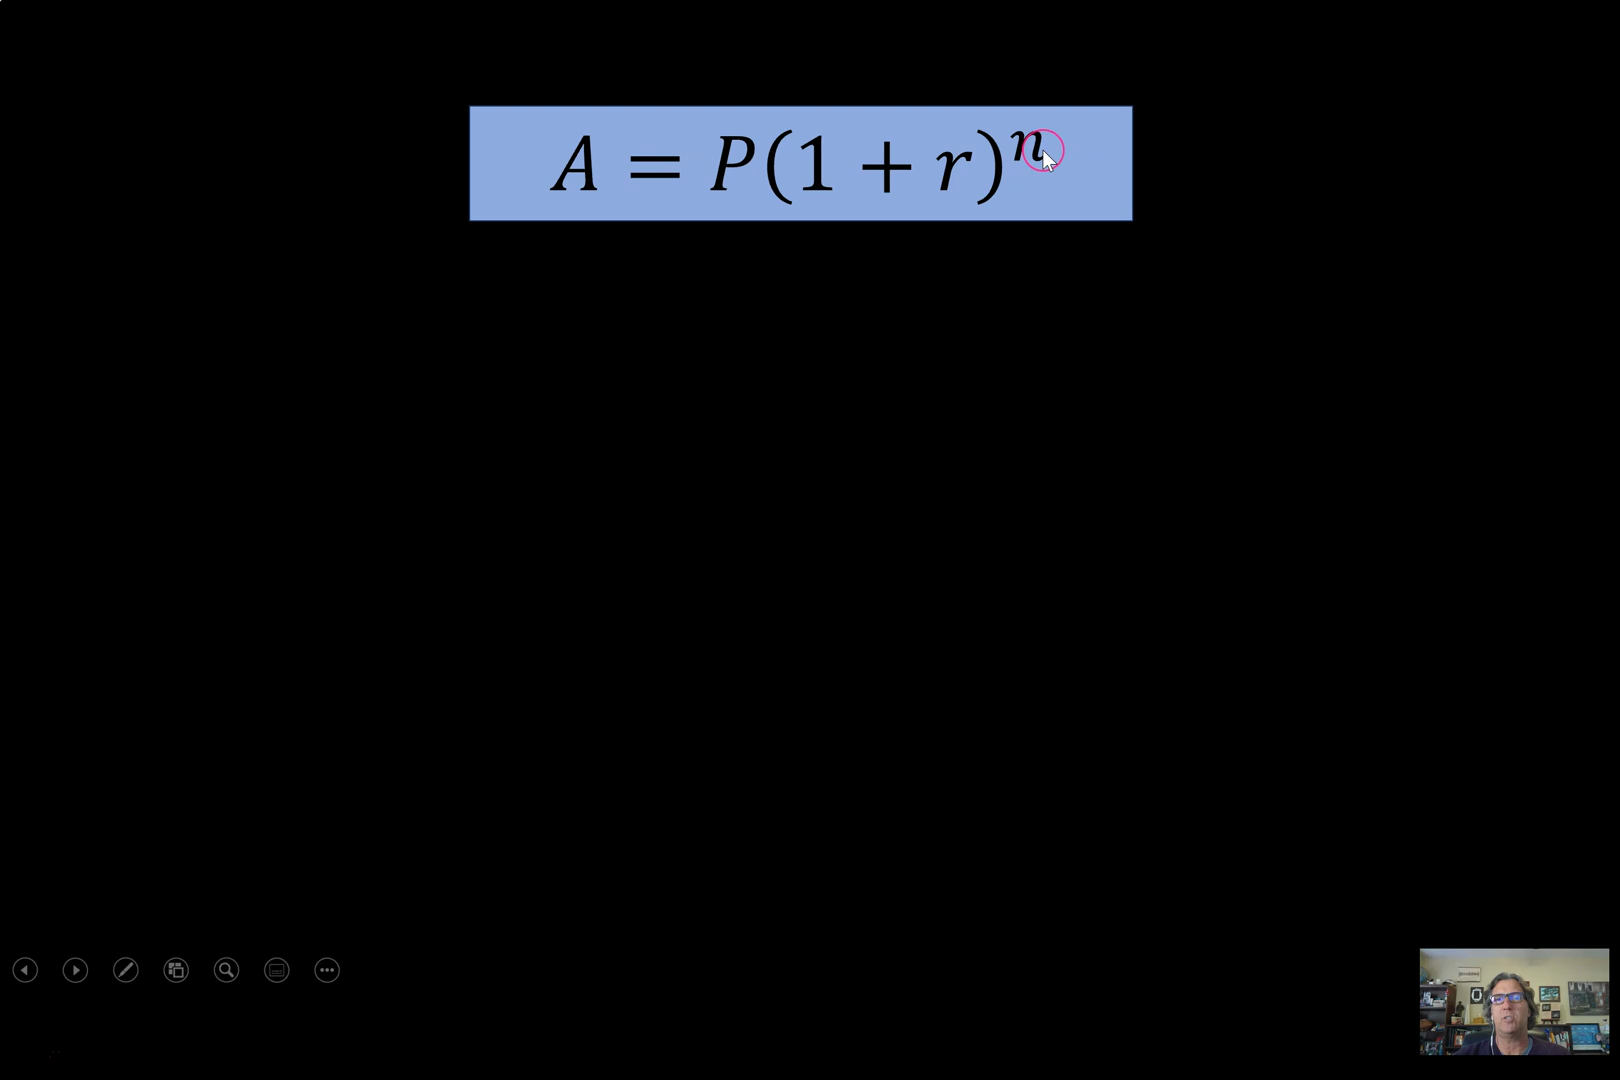 A = P(1 + r)ⁿ